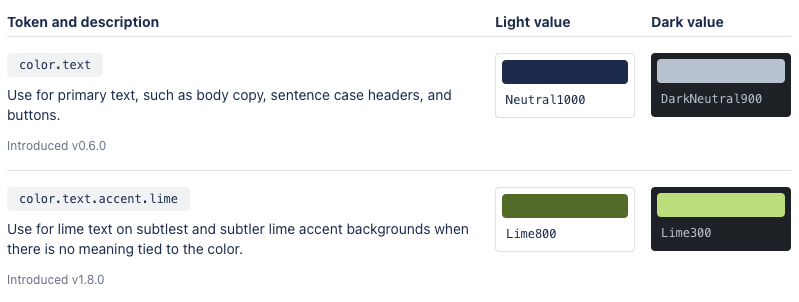 Token and description Light value Dark value
color.text
Use for primary text, such as body copy, sentence case headers, and
buttons.
Introduced v0.6.0
Neutral1000
DarkNeutral900
color.text.accent.lime
Use for lime text on subtlest and subtler lime accent backgrounds when
there is no meaning tied to the color.
Introduced v1.8.0
Lime800
Lime300